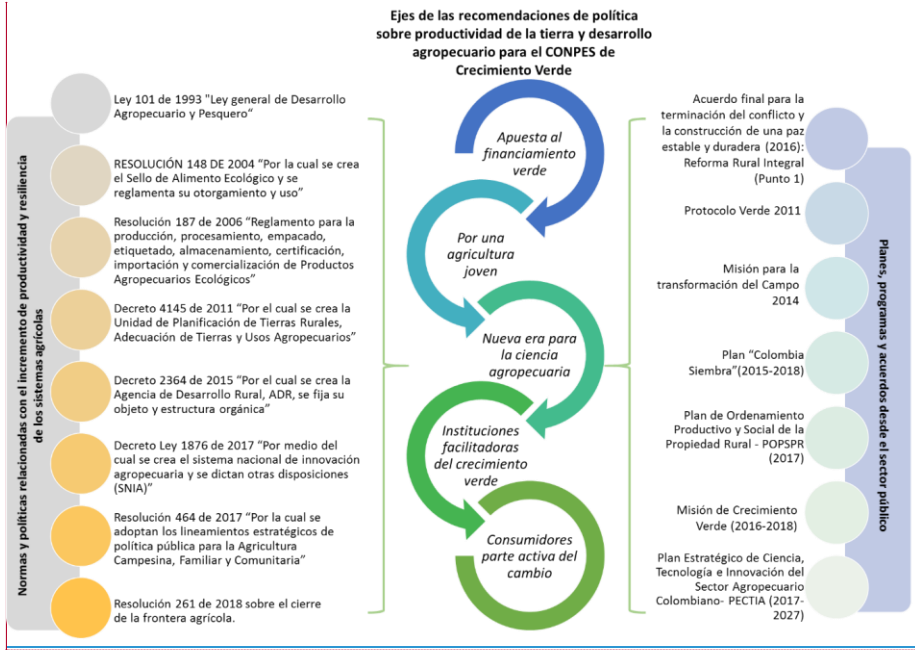 Ejes de las recomendaciones de política
sobre productividad de la tierra y desarrollo
agropecuario para el CONPES de
Crecimiento Verde
Normas y políticas relacionadas con el incremento de productividad y resiliencia
de los sistemas agrícolas
Ley 101 de 1993 "Ley general de Desarrollo
Agropecuario y Pesquero“
RESOLUCIÓN 148 DE 2004 “Por la cual se crea
el Sello de Alimento Ecológico y se
reglamenta su otorgamiento y uso”
Resolución 187 de 2006 “Reglamento para la
producción, procesamiento, empacado,
etiquetado, almacenamiento, certificación,
importación y comercialización de Productos
Agropecuarios Ecológicos”
Decreto 4145 de 2011 “Por el cual se crea la
Unidad de Planificación de Tierras Rurales,
Adecuación de Tierras y Usos Agropecuarios”
Decreto 2364 de 2015 “Por el cual se crea la
Agencia de Desarrollo Rural, ADR, se fija su
objeto y estructura orgánica”
Decreto Ley 1876 de 2017 “Por medio del
cual se crea el sistema nacional de innovación
agropecuaria y se dictan otras disposiciones
(SNIA)”
Resolución 464 de 2017 “Por la cual se
adoptan los lineamientos estratégicos de
política pública para la Agricultura
Campesina, Familiar y Comunitaria”
Resolución 261 de 2018 sobre el cierre
de la frontera agrícola.
Apuesta al
financiamiento
verde
Por una
agricultura
joven
Nueva era para
la ciencia
agropecuaria
Instituciones
facilitadoras
del crecimiento
verde
Consumidores
parte activa del
cambio
Acuerdo final para la
terminación del conflicto y
la construcción de una paz
estable y duradera (2016):
Reforma Rural Integral
(Punto 1)
Protocolo Verde 2011
Misión para la
transformación del Campo
2014
Plan “Colombia
Siembra”(2015-2018)
Plan de Ordenamiento
Productivo y Social de la
Propiedad Rural - POPSPR
(2017)
Misión de Crecimiento
Verde (2016-2018)
Plan Estratégico de Ciencia,
Tecnología e Innovación del
Sector Agropecuario
Colombiano- PECTIA (2017-
2027)
Planes, programas y acuerdos desde el sector público